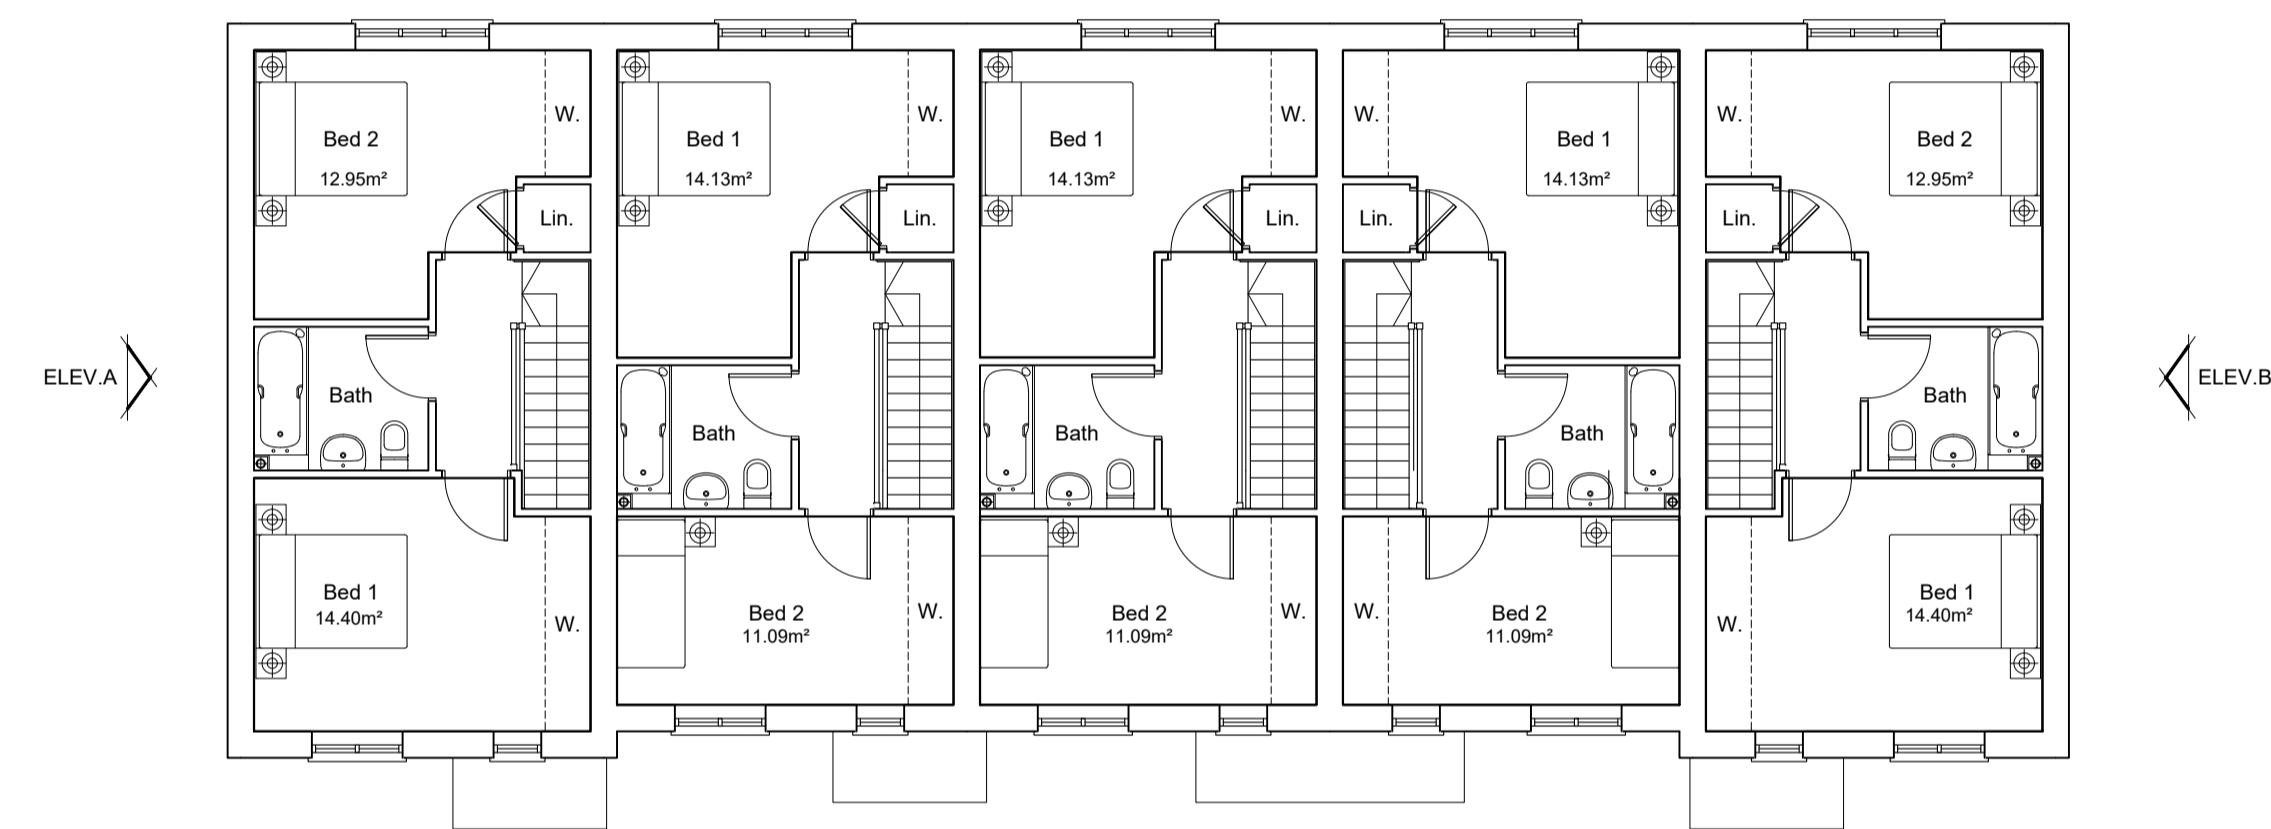 W.
W.
W.
W.
W.
Bed 2
12.95m²
Bed 1
14.13m²
Bed 1
14.13m²
Bed 1
14.13m²
Bed 2
12.95m²
Lin.
Lin.
Lin.
Lin.
Lin.
ELEV.A
ELEV.B
Bath
Bath
Bath
Bath
Bath
Bed 1
14.40m²
W.
Bed 2
11.09m²
W.
Bed 2
11.09m²
W.
W.
Bed 2
11.09m²
W.
Bed 1
14.40m²